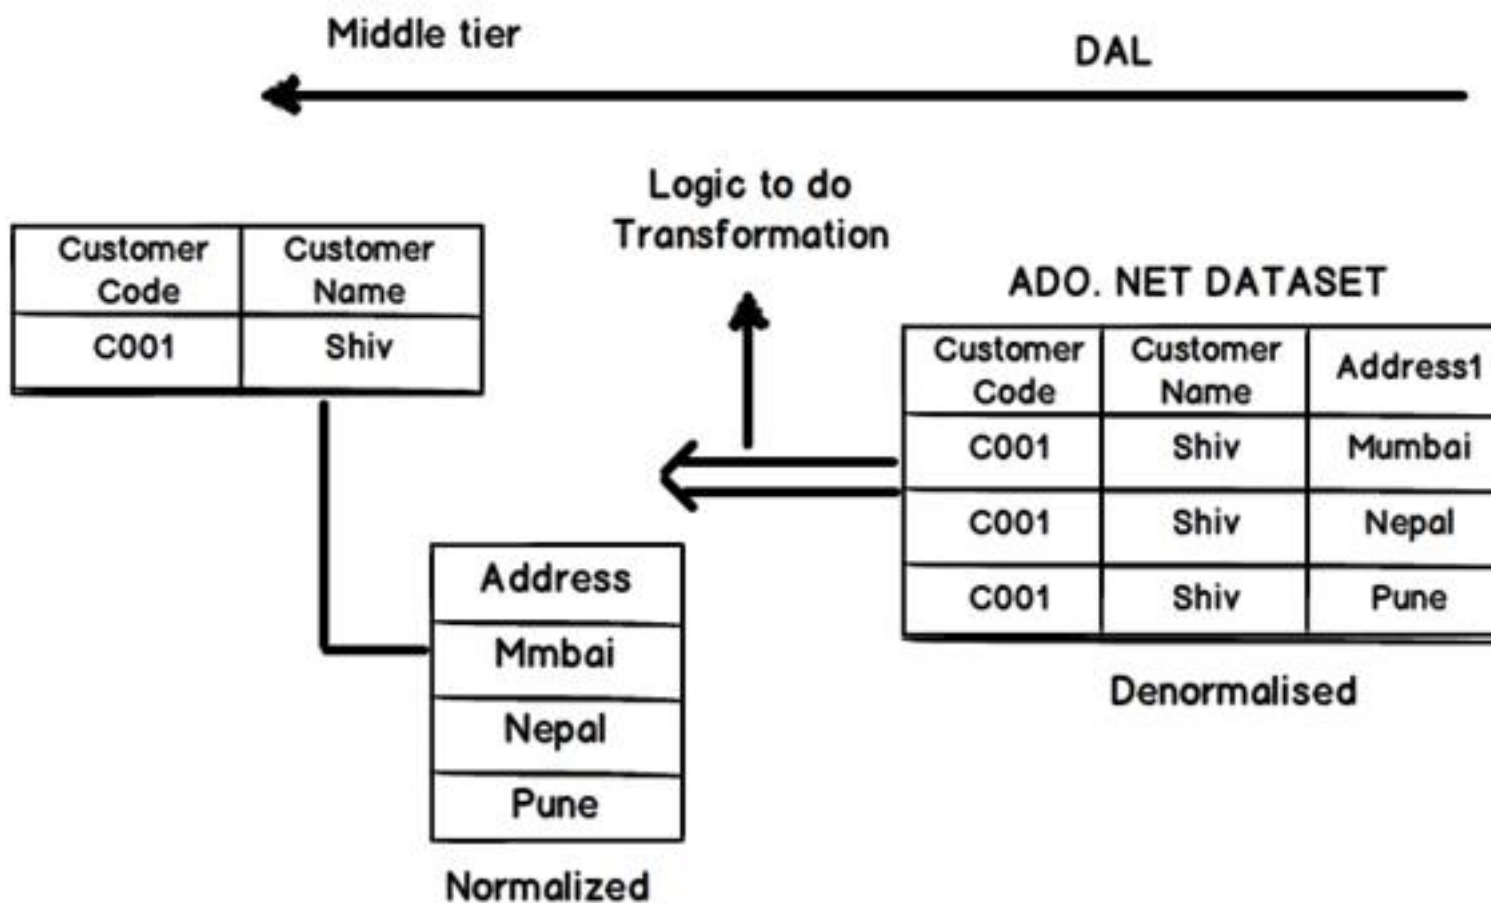 Middle tier
DAL
Logic to do
Transformation
Customer Code
Customer Name
C001 Shiv
ADO. NET DATASET
Customer Code
Customer Name
Address1
C001 Shiv Mumbai
C001 Shiv Nepal
C001 Shiv Pune
Denormalised
Address
Mmbai
Nepal
Pune
Normalized